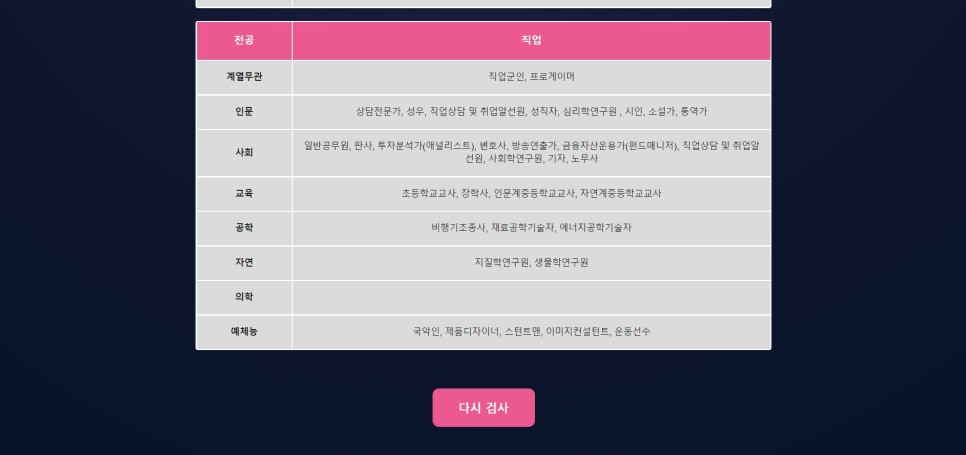 전공 직업
계열무관 직업군인, 프로게이머
인문 상담전문가, 성우, 직업상담 및 취업알선원, 성직자, 심리학연구원 , 시인, 소설가, 통역가
사회 일반공무원, 판사, 투자분석가(애널리스트), 변호사, 방송연출가, 금융자산운용가(펀드매니저), 직업상담 및 취업알
선원, 사회학연구원, 기자, 노무사
교육 초등학교교사, 장학사, 인문계중등학교교사, 자연계중등학교교사
공학 비행기조종사, 재료공학기술자, 에너지공학기술자
자연 지질학연구원, 생물학연구원
의학
예체능 국악인, 제품디자이너, 스턴트맨, 이미지컨설턴트, 운동선수
다시 검사